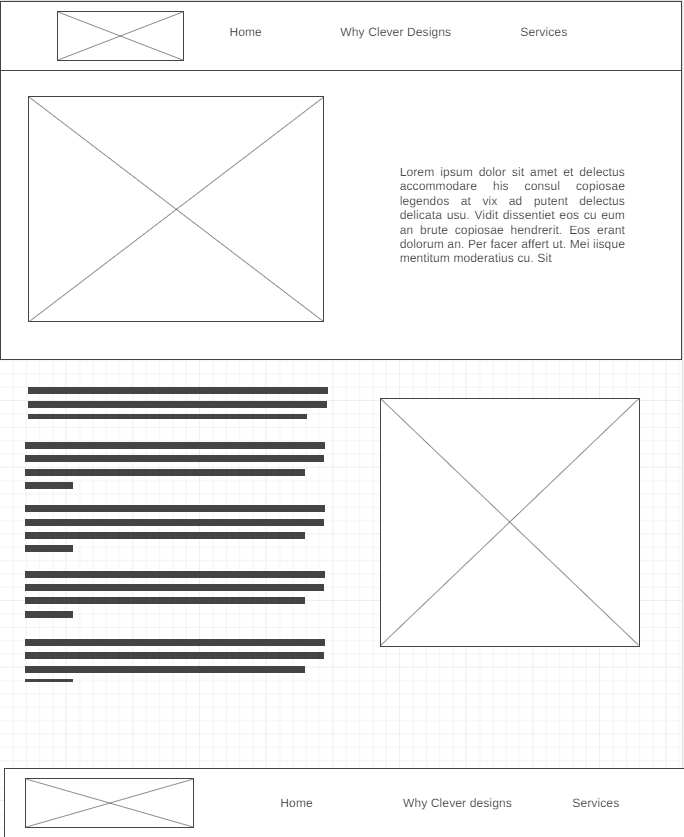 Home Why Clever Designs Services
Lorem ipsum dolor sit amet et delectus
accommodare his consul copiosae
legendos at vix ad putent delectus
delicata usu. Vidit dissentiet eos cu eum
an brute copiosae hendrerit. Eos erant
dolorum an. Per facer affert ut. Mei iisque
mentitum moderatius cu. Sit
Home Why Clever designs Services